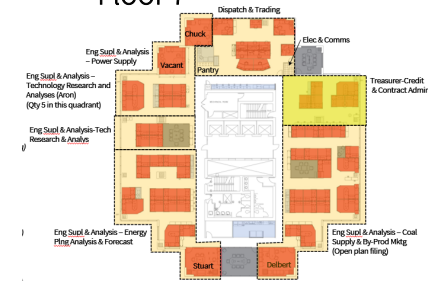 Dispatch & Trading
Chuck
Elec & Comms
Eng Supl & Analysis
– Power Supply
Vacant
Pantry
Eng Supl & Analysis –
Technology Research and
Analyses (Aron)
(Qty 5 in this quadrant)
Treasurer-Credit
& Contract Admir
Eng Supl & Analysis-Tech
Research & Analys
Eng Supl & Analysis – Energy
Plng Analysis & Forecast
Eng Supl & Analysis – Coal
Supply & By-Prod Mktg
(Open plan filing)
Stuart
Delbert